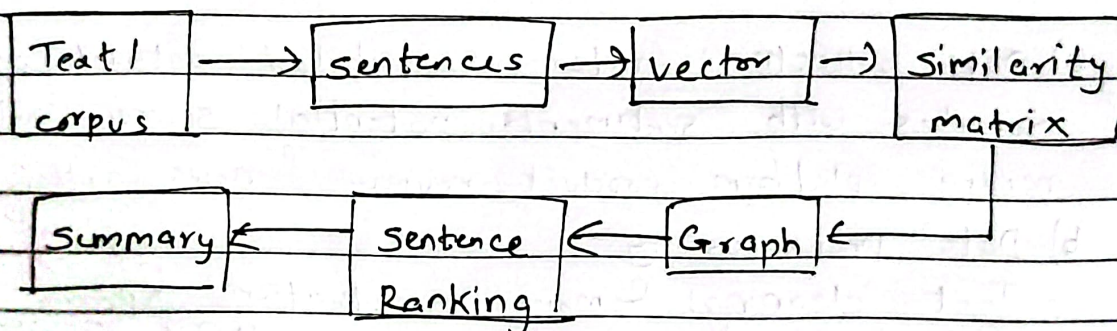 Teat/ → sentences → vector → Similarity
corpus matrix
Summary ← Sentence ← Graph ←
Ranking